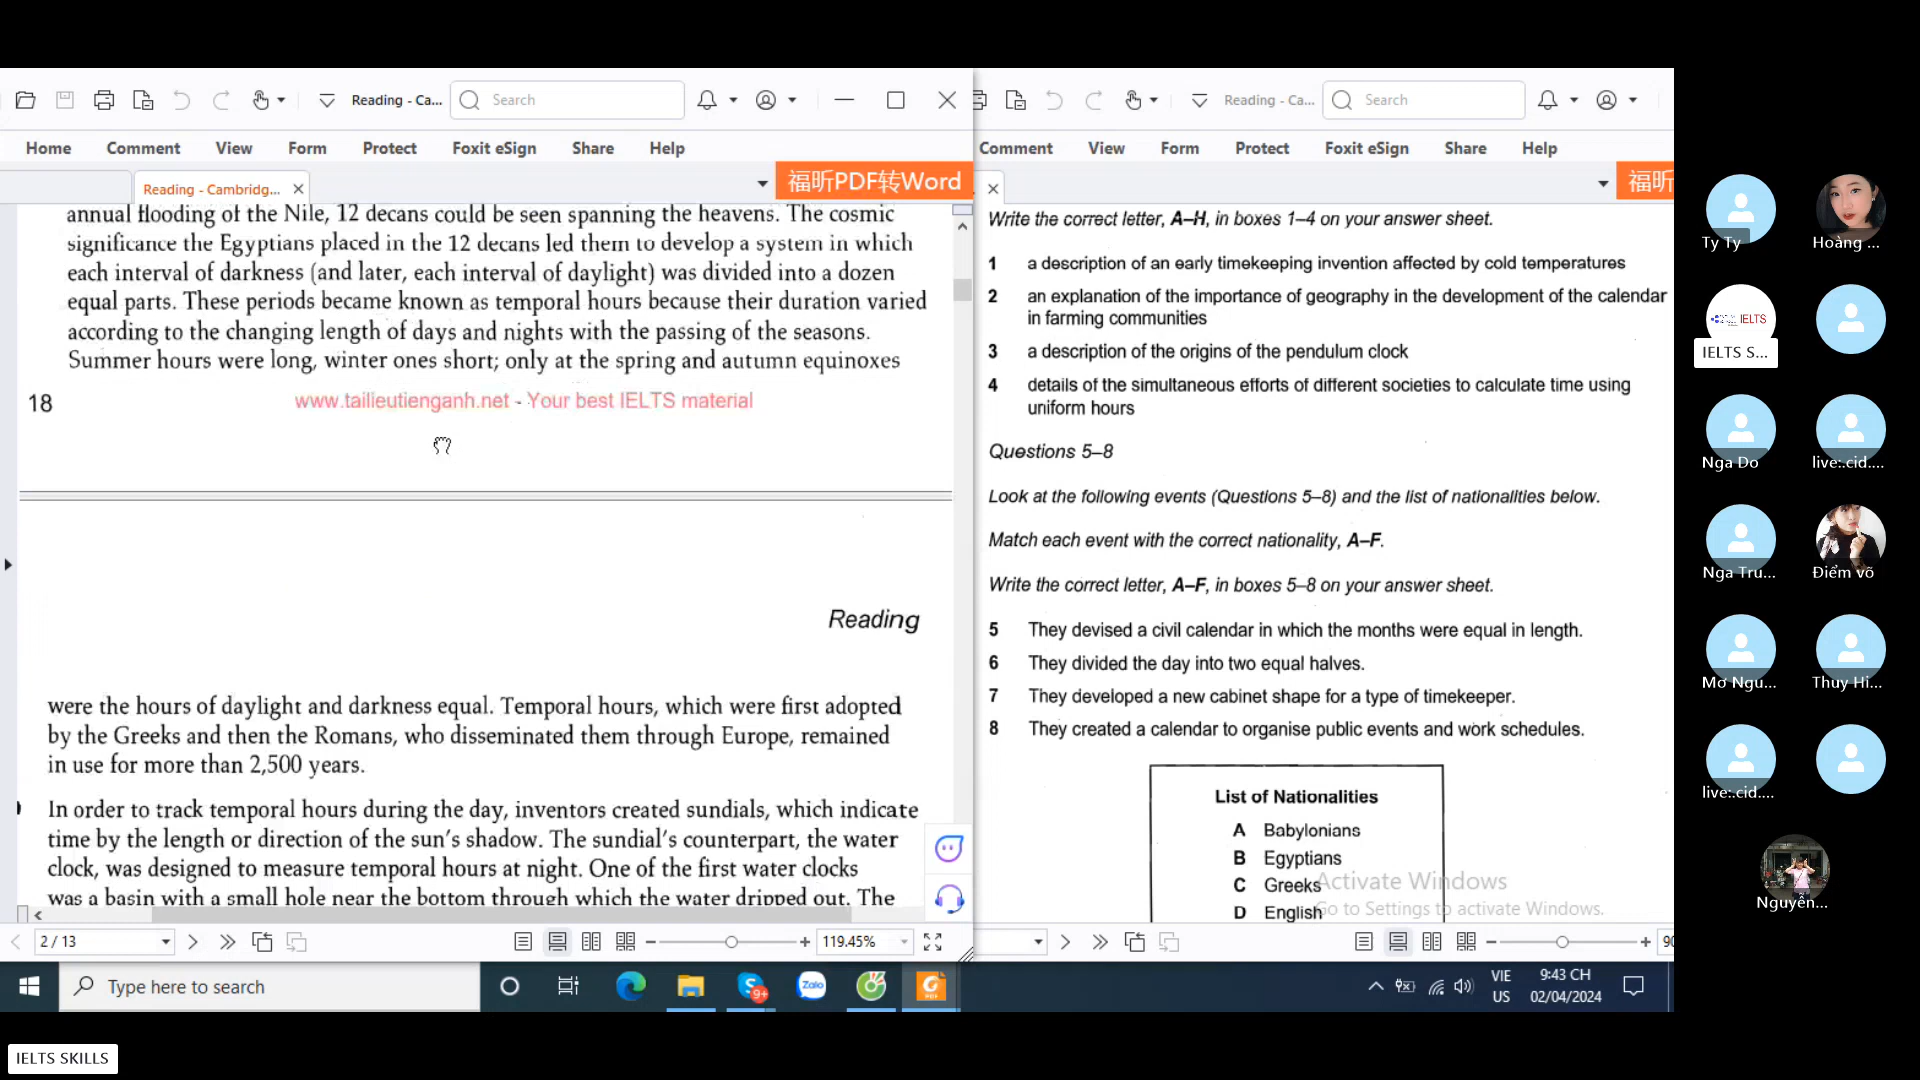 Reading - Ca...
Search
Reading - Ca...
Search
Home Comment View Form Protect Foxit eSign Share Help
Comment View Form Protect Foxit eSign Share Help
Reading - Cambridg...
福昕PDF转Word
福昕
annual flooding of the Nile, 12 decans could be seen spanning the heavens. The cosmic
significance the Egyptians placed in the 12 decans led them to develop a system in which
each interval of darkness (and later, each interval of daylight) was divided into a dozen
equal parts. These periods became known as temporal hours because their duration varied
according to the changing length of days and nights with the passing of the seasons.
Summer hours were long, winter ones short; only at the spring and autumn equinoxes
18
www.tailieutienganh.net - Your best IELTS material
Reading
were the hours of daylight and darkness equal. Temporal hours, which were first adopted
by the Greeks and then the Romans, who disseminated them through Europe, remained
in use for more than 2,500 years.
In order to track temporal hours during the day, inventors created sundials, which indicate
time by the length or direction of the sun's shadow. The sundial's counterpart, the water
clock, was designed to measure temporal hours at night. One of the first water clocks
was a basin with a small hole near the bottom through which the water dripped out. The
Write the correct letter, A–H, in boxes 1–4 on your answer sheet.
1 a description of an early timekeeping invention affected by cold temperatures
2 an explanation of the importance of geography in the development of the calendar
in farming communities
3 a description of the origins of the pendulum clock
4 details of the simultaneous efforts of different societies to calculate time using
uniform hours
Questions 5–8
Look at the following events (Questions 5–8) and the list of nationalities below.
Match each event with the correct nationality, A–F.
Write the correct letter, A–F, in boxes 5–8 on your answer sheet.
5 They devised a civil calendar in which the months were equal in length.
6 They divided the day into two equal halves.
7 They developed a new cabinet shape for a type of timekeeper.
8 They created a calendar to organise public events and work schedules.
List of Nationalities
A Babylonians
B Egyptians
C Greeks
D English
Activate Windows
Go to Settings to activate Windows.
2 / 13
119.45%
90
Type here to search
9+
Zalo
PDF
VIE
US
9:43 CH
02/04/2024
Ty Ty
Hoàng ...
IELTS
IELTS S...
Nga Do
live:.cid....
Nga Tru...
Điểm võ
Mơ Ngu...
Thuy Hi...
live:.cid....
Nguyễn...
IELTS SKILLS